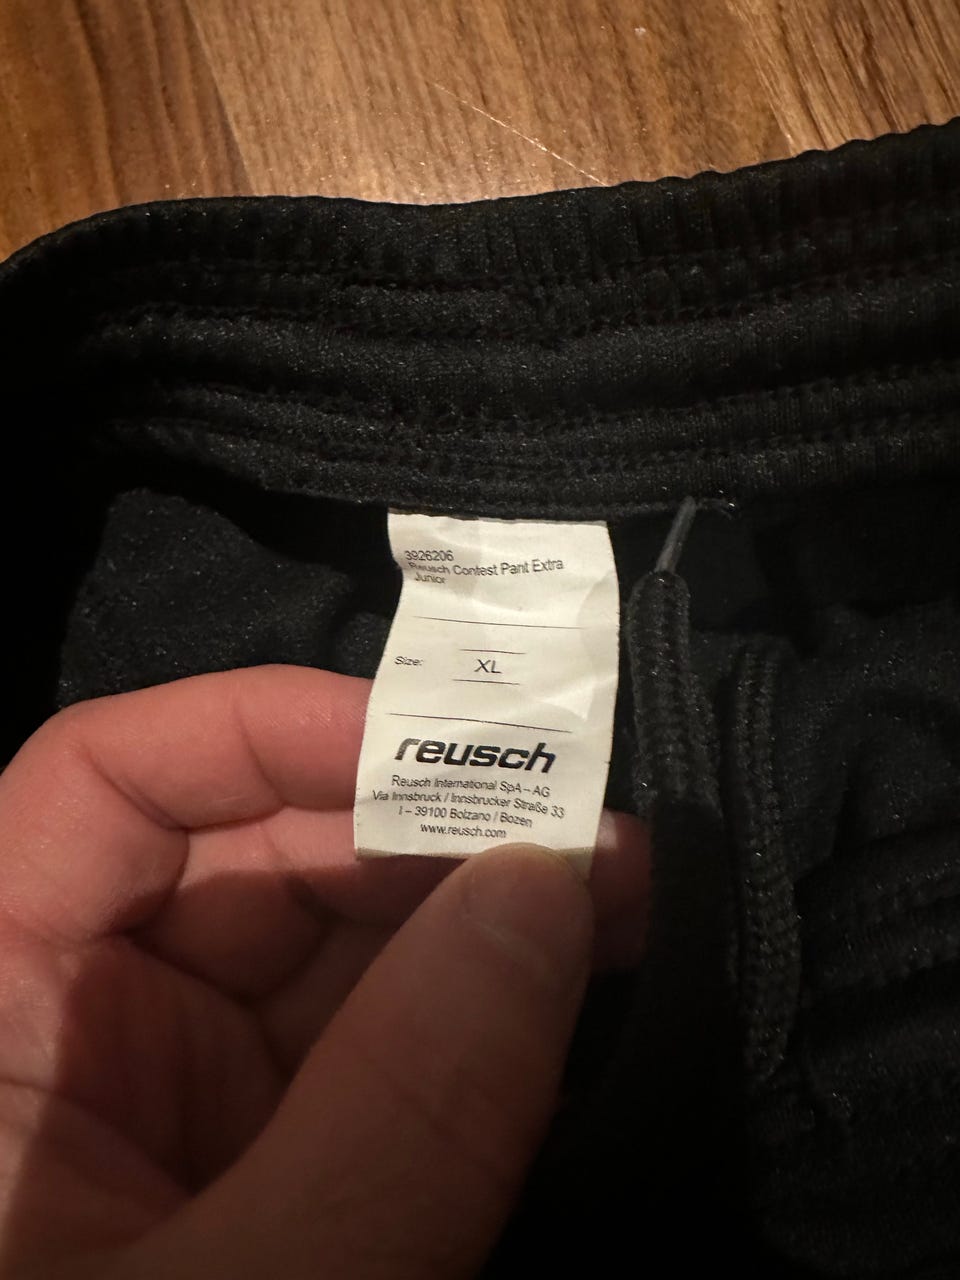 3926206
Reusch Contest Pant Extra
Junior
Size: XL
reusch
Reusch International SpA – AG
Via Innsbruck / Innsbrucker Straße 33
I – 39100 Bolzano / Bozen
www.reusch.com